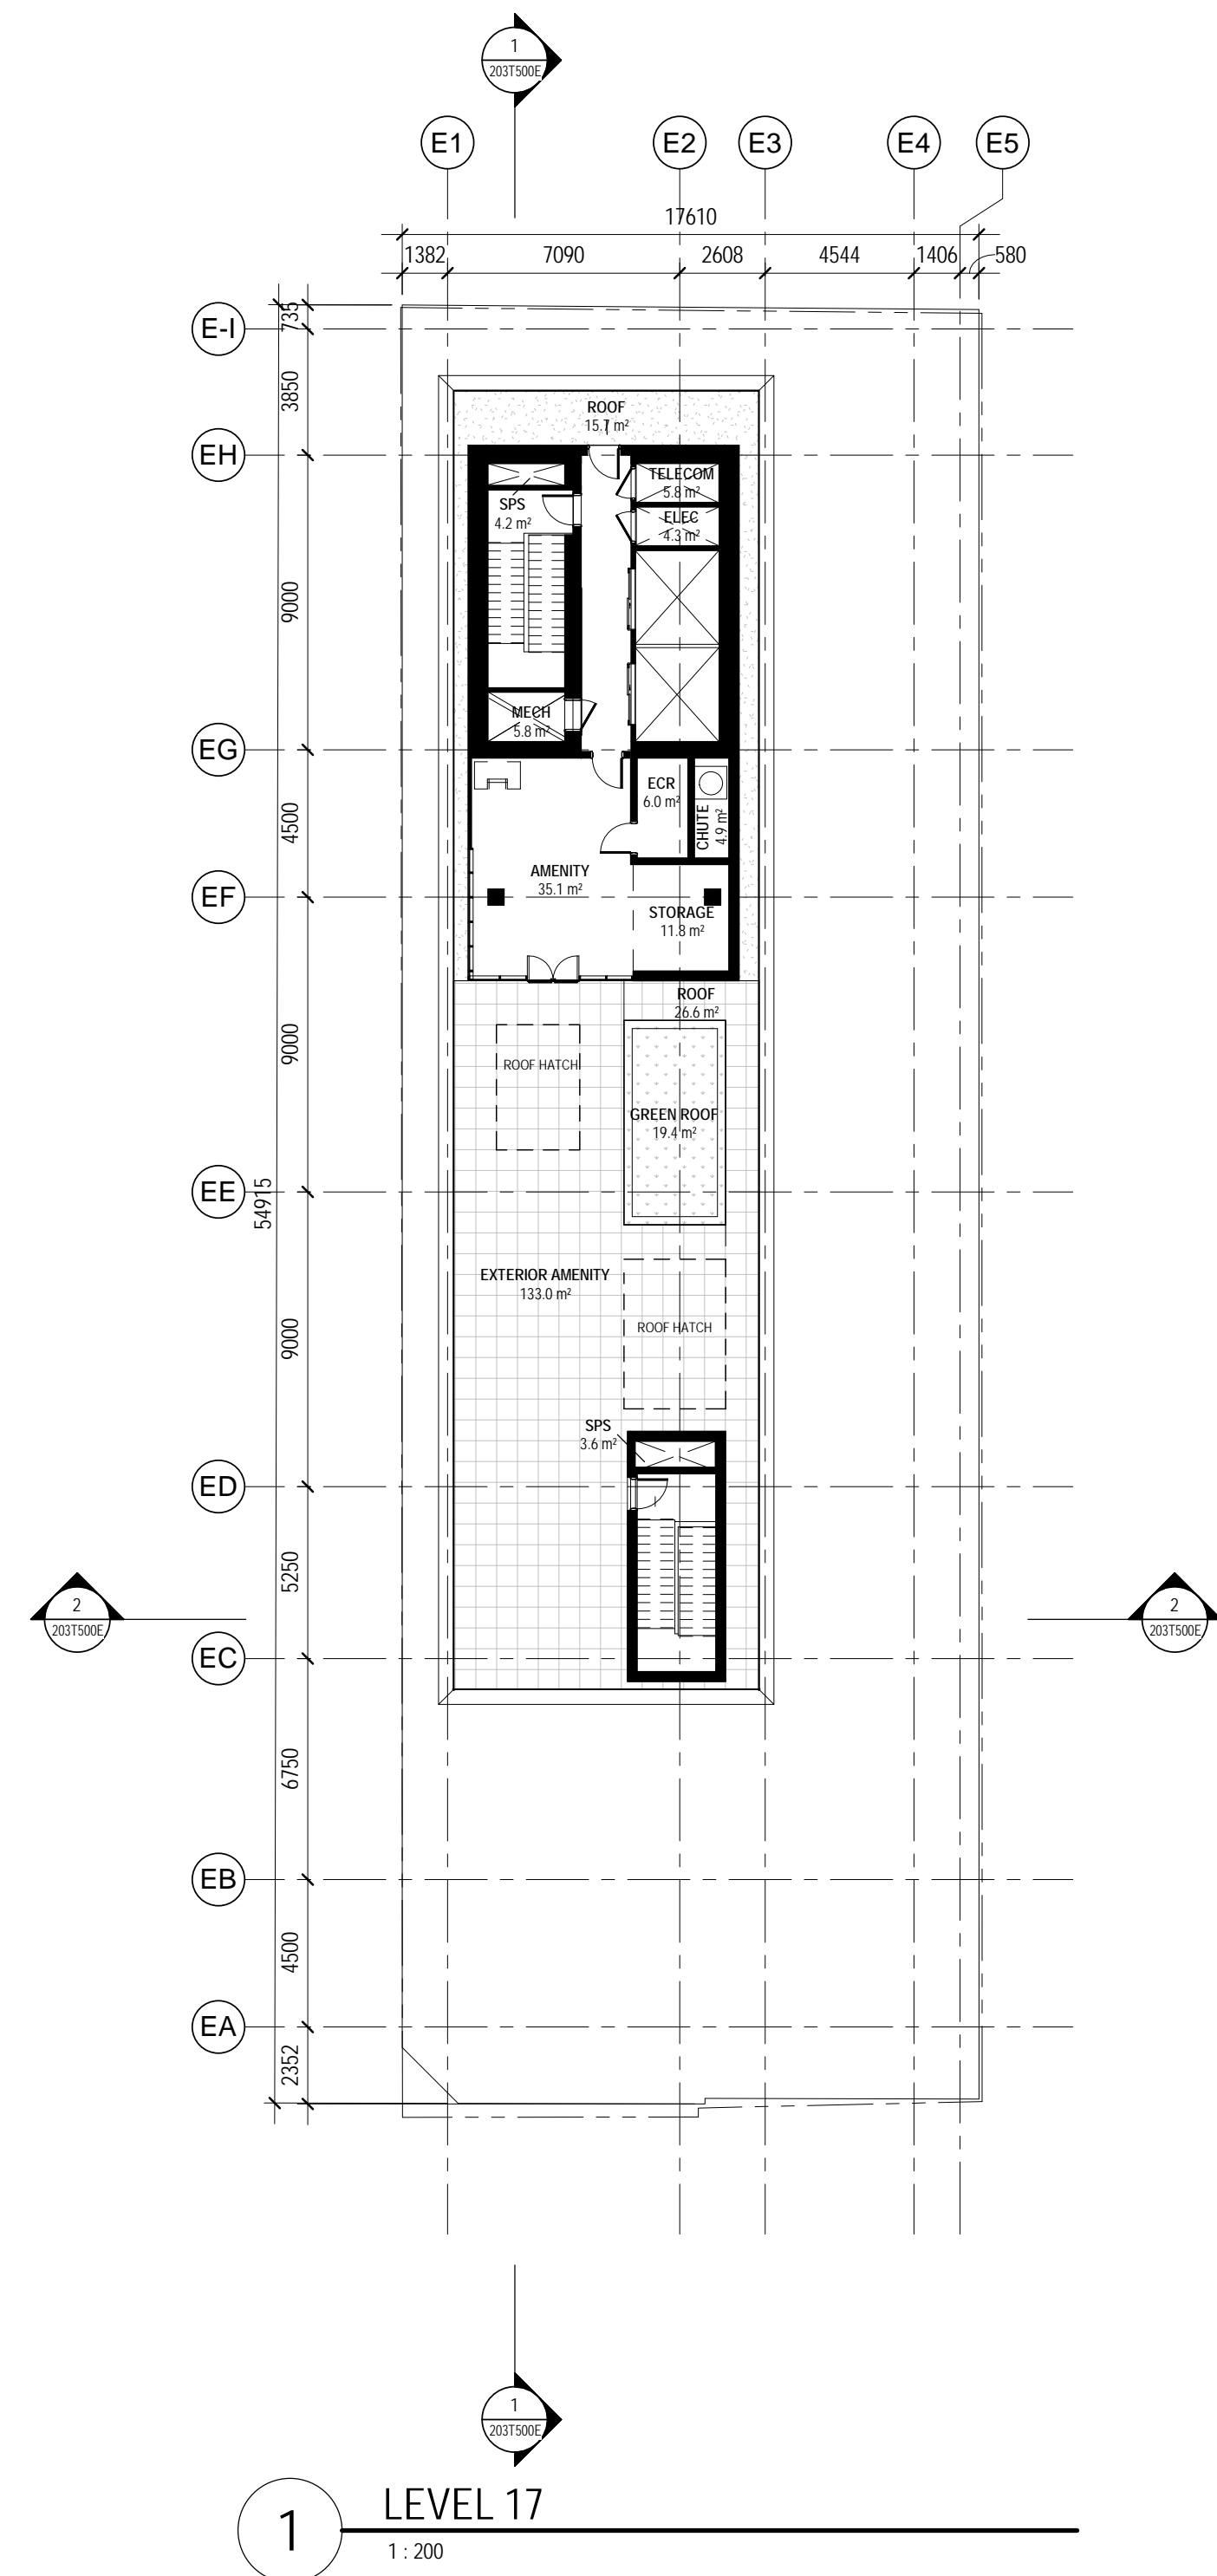 1
203T500E
E1
E2
E3
E4
E5
17610
1382
7090
2608
4544
1406
580
735
E-I
3850
ROOF
15.7 m²
EH
TELECOM
5.8 m²
SPS
4.2 m²
ELEC
4.3 m²
9000
MECH
5.8 m²
EG
ECR
6.0 m²
CHUTE
4.9 m²
4500
AMENITY
35.1 m²
EF
STORAGE
11.8 m²
ROOF
26.6 m²
9000
ROOF HATCH
GREEN ROOF
19.4 m²
EE
54915
EXTERIOR AMENITY
133.0 m²
9000
ROOF HATCH
SPS
3.6 m²
ED
5250
2
203T500E
2
203T500E
EC
6750
EB
4500
EA
2352
1
203T500E
1
LEVEL 17
1 : 200